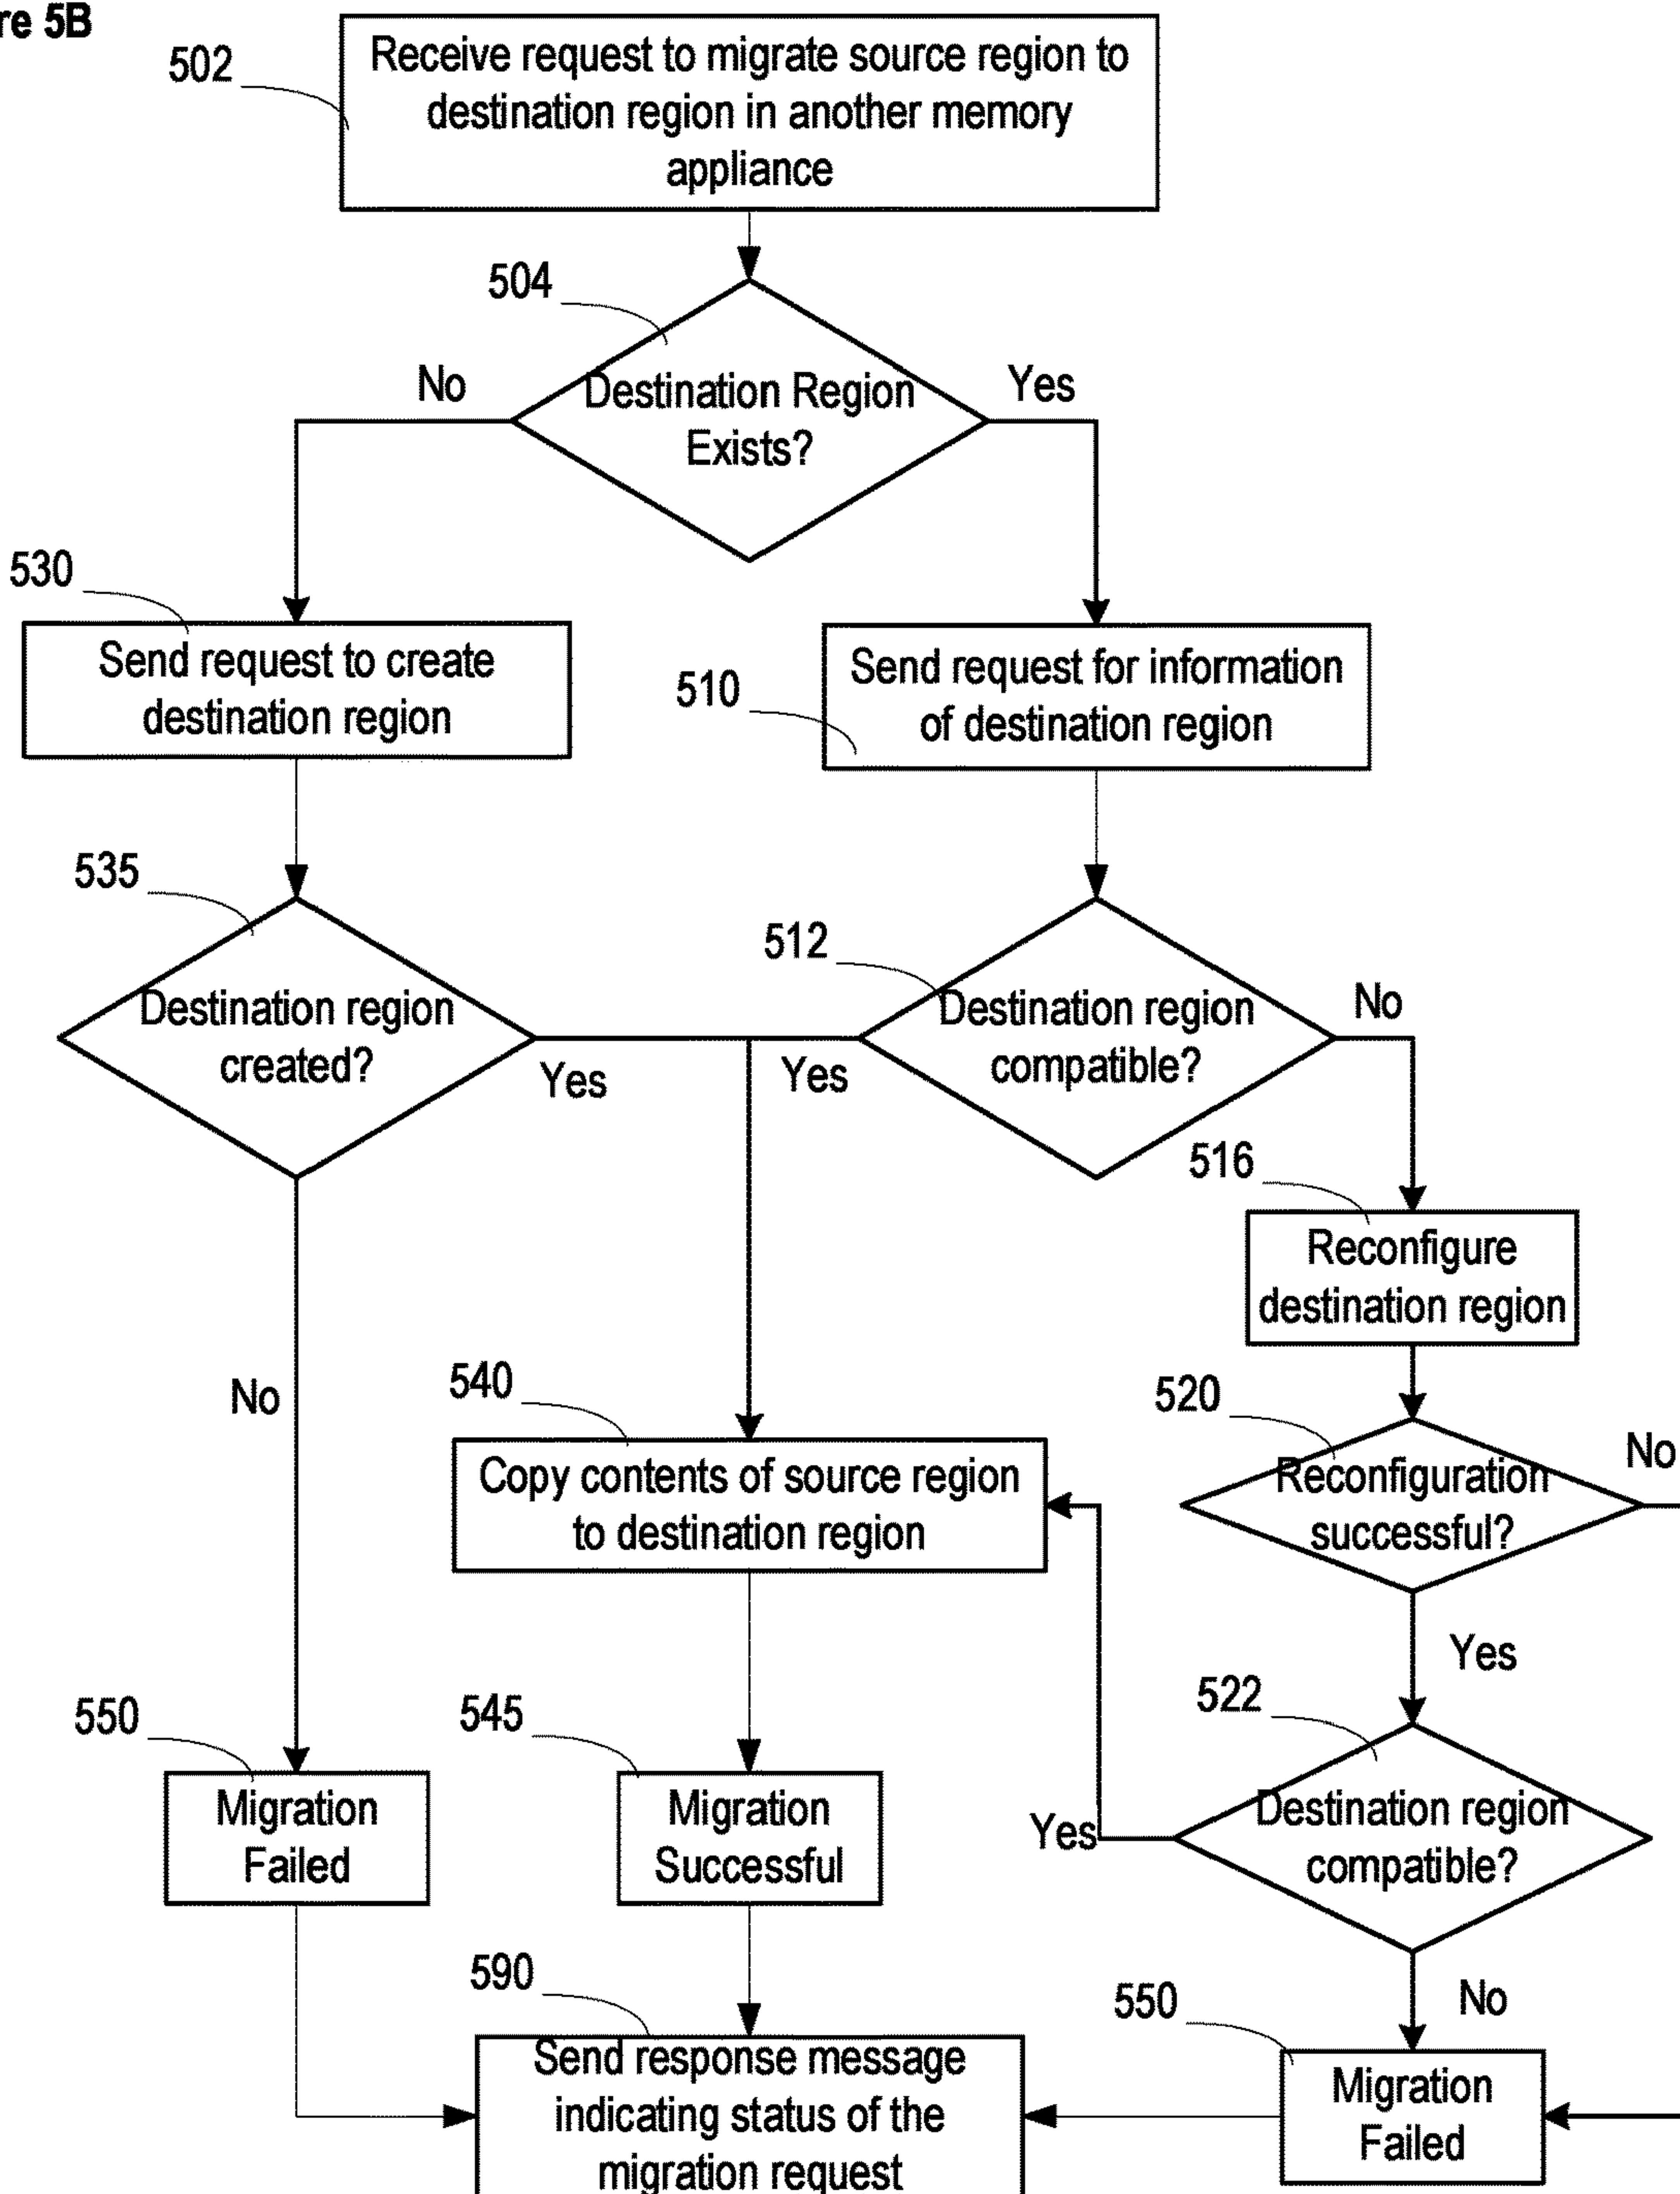 re 5B
502
Receive request to migrate source region to
destination region in another memory
appliance
504
No
Destination Region
Exists?
Yes
530
Send request to create
destination region
510
Send request for information
of destination region
535
Destination region
created?
Yes
512
Destination region
compatible?
Yes
No
516
Reconfigure
destination region
No
540
Copy contents of source region
to destination region
520
Reconfiguration
successful?
No
Yes
550
Migration
Failed
545
Migration
Successful
522
Destination region
compatible?
Yes
No
590
Send response message
indicating status of the
migration request
550
Migration
Failed